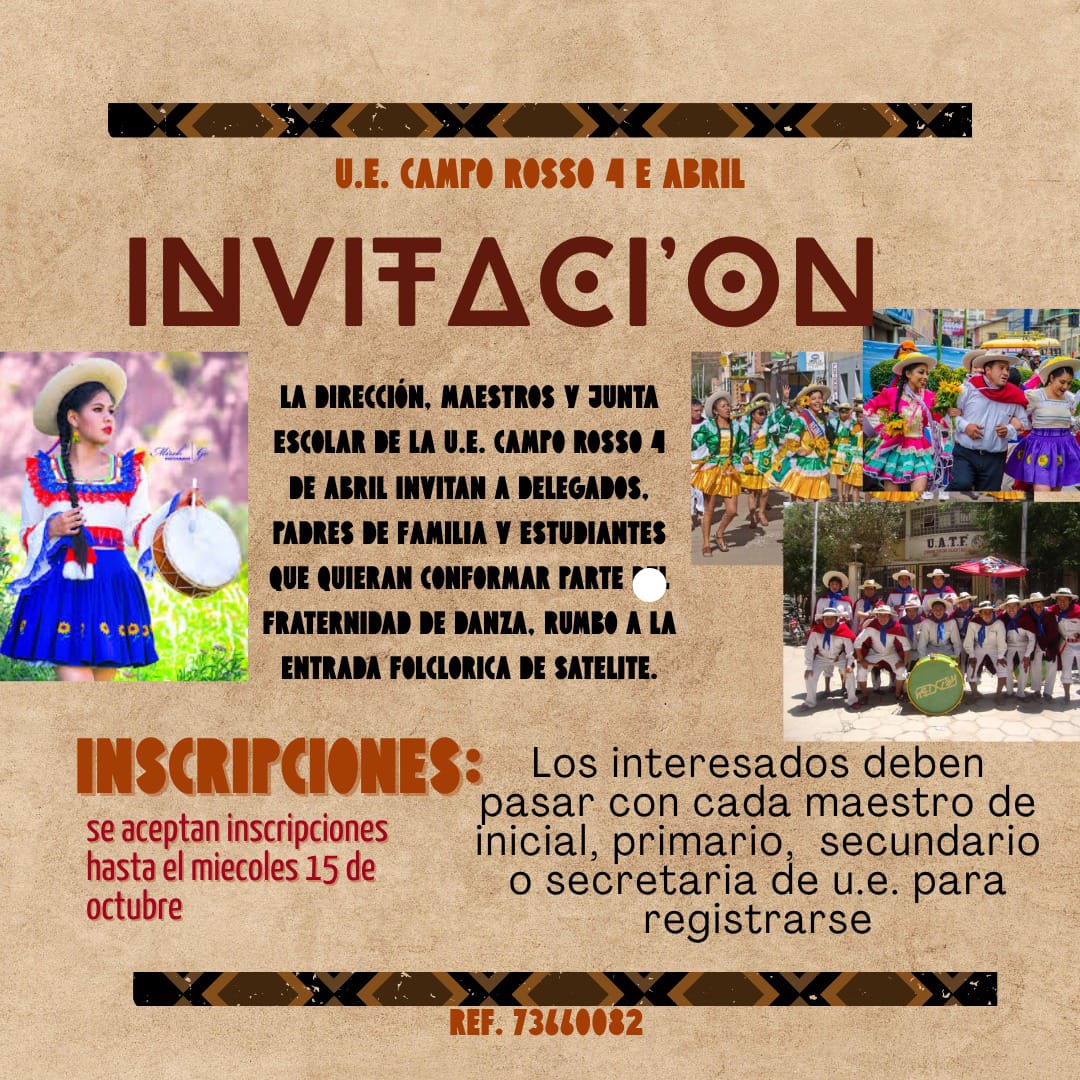 U.E. CAMPO ROSSO 4 E ABRIL
INVITACI'ON
LA DIRECCIÓN, MAESTROS Y JUNTA
ESCOLAR DE LA U.E. CAMPO ROSSO 4
DE ABRIL INVITAN A DELEGADOS,
PADRES DE FAMILIA Y ESTUDIANTES
QUE QUIERAN CONFORMAR PARTE
FRATERNIDAD DE DANZA, RUMBO A LA
ENTRADA FOLCLORICA DE SATELITE.
U.A.T.F.
INSCRIPCIONES:
se aceptan inscripciones
hasta el miecoles 15 de
octubre
Los interesados deben
pasar con cada maestro de
inicial, primario, secundario
o secretaria de u.e. para
registrarse
REF. 73660082